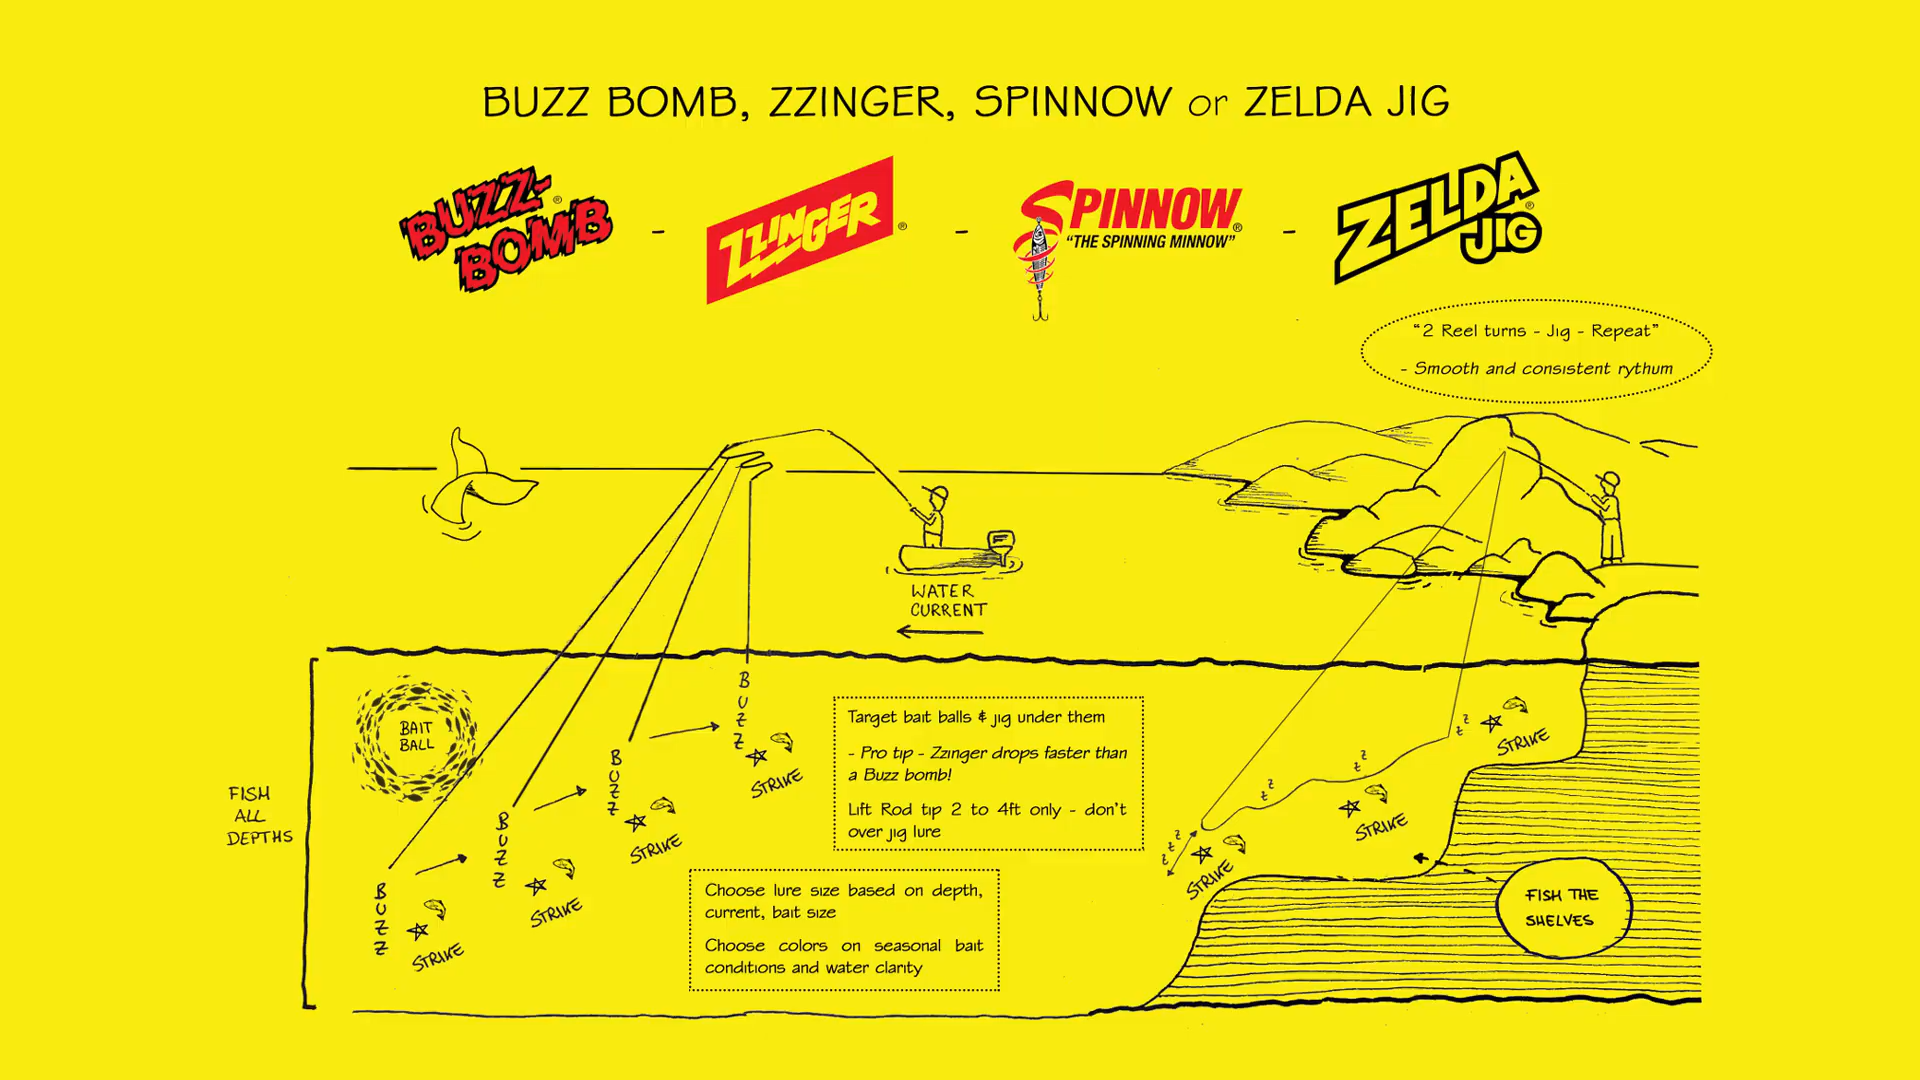 BUZZ BOMB, ZZINGER, SPINNOW or ZELDA JIG
BUZZ-
BOMB
®
ZZINGER
®
SPINNOW
®
"THE SPINNING MINNOW"
ZELDA
JIG
®
"2 Reel turns - Jig - Repeat"
- Smooth and consistent rythum
WATER
CURRENT
BAIT
BALL
FISH
ALL
DEPTHS
BUZZ
STRIKE
BUZZ
STRIKE
BUZZ
STRIKE
BUZZ
STRIKE
Target bait balls & jig under them
- Pro tip - Zzinger drops faster than
a Buzz bomb!
Lift Rod tip 2 to 4ft only - don't
over jig lure
Choose lure size based on depth,
current, bait size
Choose colors on seasonal bait
conditions and water clarity
z z z
STRIKE
z z
z z
STRIKE
z z
STRIKE
FISH THE
SHELVES